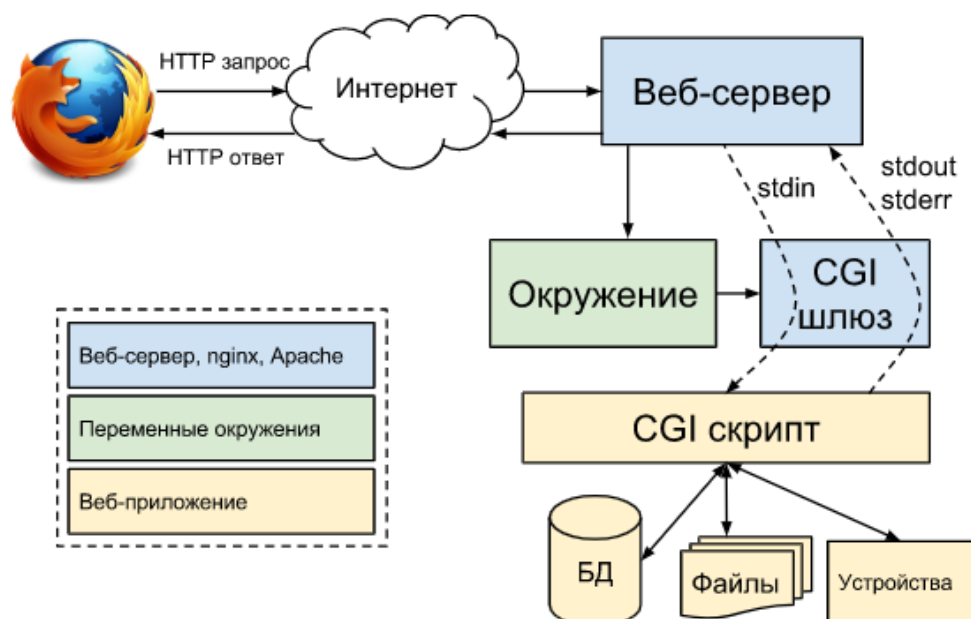 HTTP запрос
Интернет
HTTP ответ
Веб-сервер
stdin
stdout
stderr
Окружение
CGI
шлюз
Веб-сервер, nginx, Apache
Переменные окружения
Веб-приложение
CGI скрипт
БД
Файлы
Устройства